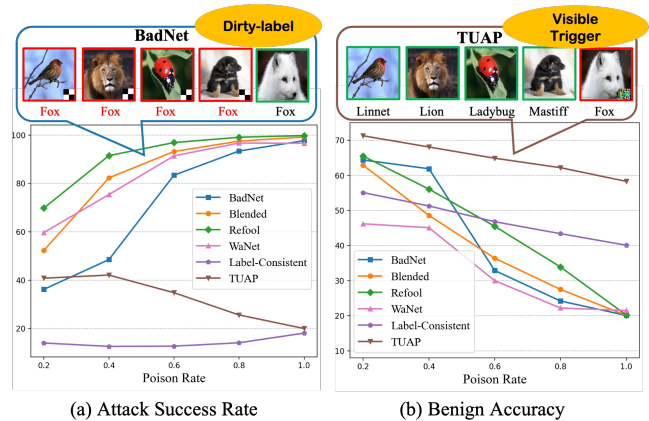 Dirty-label
BadNet
Fox Fox Fox Fox Fox
100
80
60
40
20
BadNet
Blended
Refool
WaNet
Label-Consistent
TUAP
0.2 0.4 0.6 0.8 1.0
Poison Rate
(a) Attack Success Rate
Visible
Trigger
TUAP
Linnet Lion Ladybug Mastiff Fox
70
60
50
40
30
20
10
BadNet
Blended
Refool
WaNet
Label-Consistent
TUAP
0.2 0.4 0.6 0.8 1.0
Poison Rate
(b) Benign Accuracy